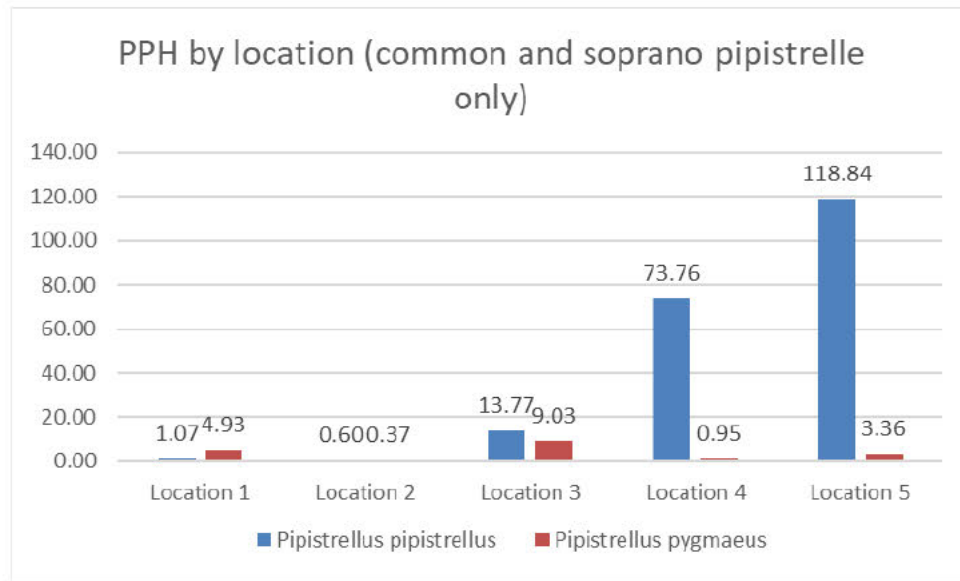 PPH by location (common and soprano pipistrelle
only)
140.00
120.00
100.00
80.00
60.00
40.00
20.00
0.00
1.07
4.93
0.60
0.37
13.77
9.03
73.76
0.95
118.84
3.36
Location 1
Location 2
Location 3
Location 4
Location 5
Pipistrellus pipistrellus
Pipistrellus pygmaeus